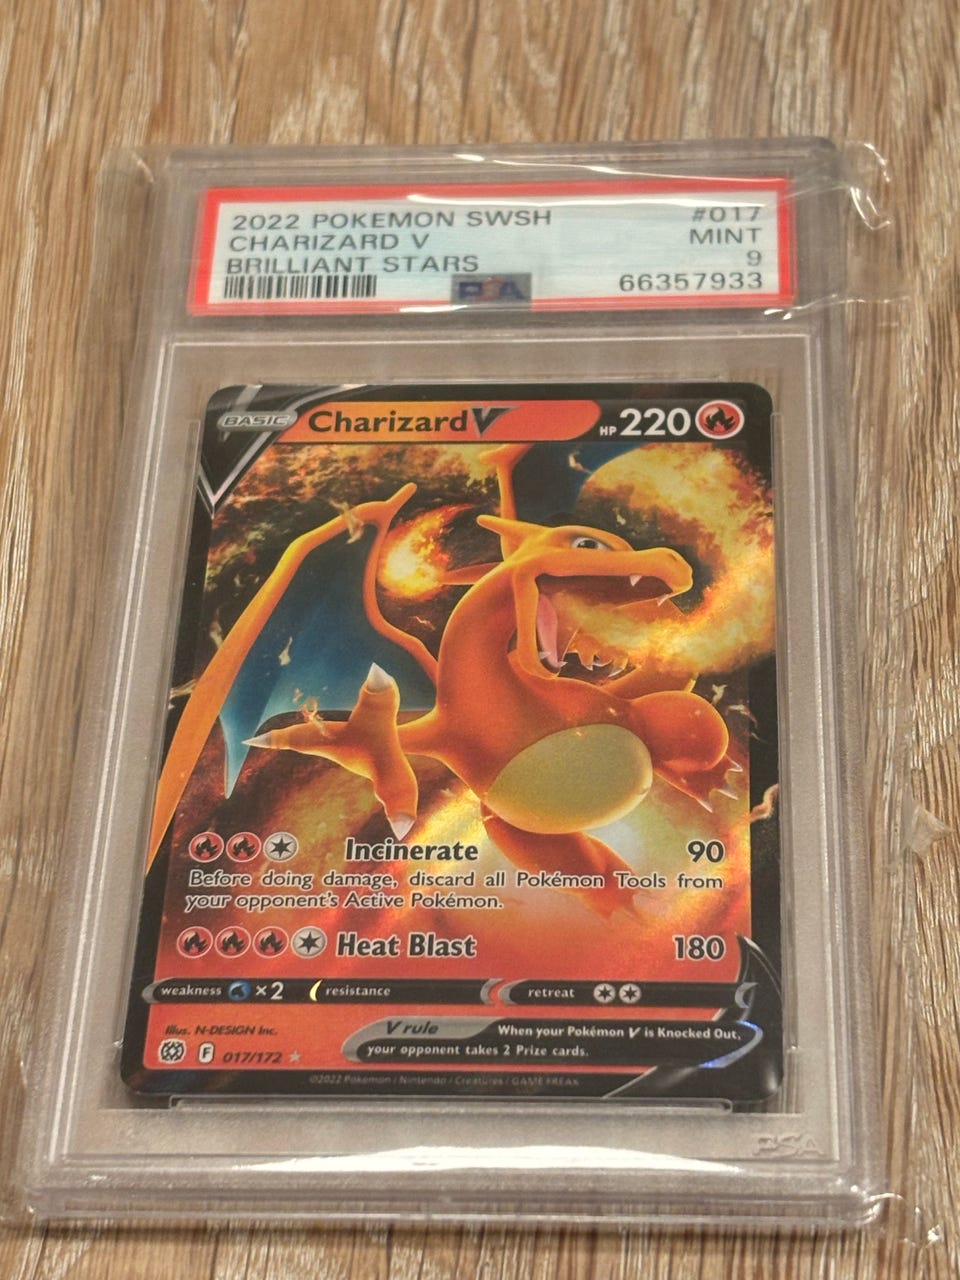 2022 POKEMON SWSH #017
CHARIZARD V MINT
BRILLIANT STARS 9
PSA 66357933
BASIC Charizard V HP 220
Incinerate 90
Before doing damage, discard all Pokémon Tools from
your opponent's Active Pokémon.
Heat Blast 180
weakness ×2 resistance retreat
Illus. N-DESIGN Inc.
V rule When your Pokémon V is Knocked Out,
your opponent takes 2 Prize cards.
F 017/172
©2022 Pokémon / Nintendo / Creatures / GAME FREAK
PSA